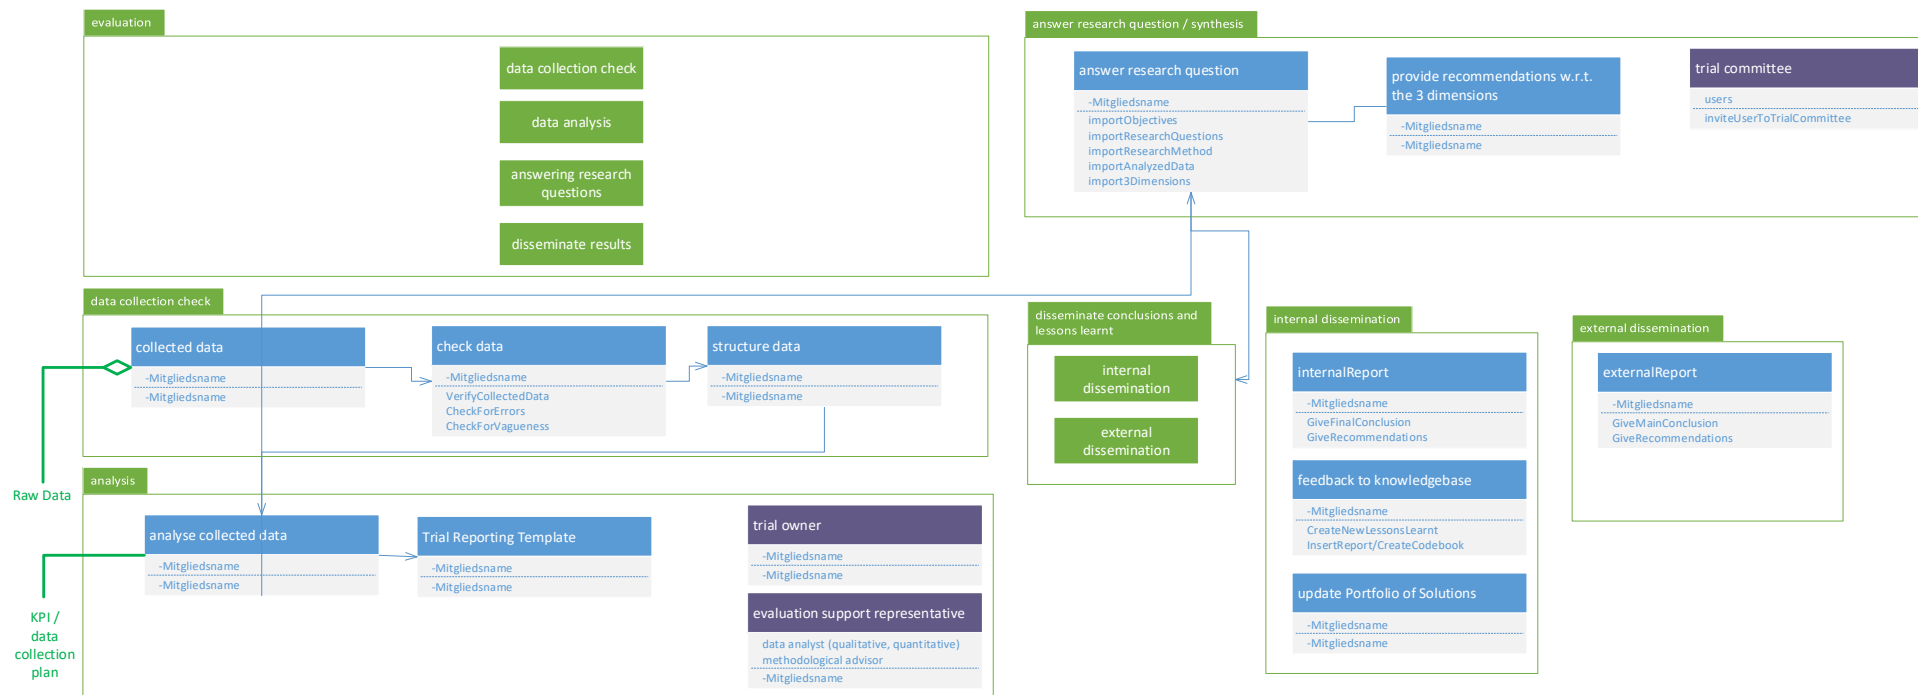 evaluation
data collection check
data analysis
answering research
questions
disseminate results
answer research question / synthesis
answer research question
-Mitgliedsname
importObjectives
importResearchQuestions
importResearchMethod
importAnalyzedData
import3Dimensions
provide recommendations w.r.t.
the 3 dimensions
-Mitgliedsname
-Mitgliedsname
trial committee
users
inviteUserToTrialCommittee
data collection check
collected data
-Mitgliedsname
-Mitgliedsname
check data
-Mitgliedsname
VerifyCollectedData
CheckForErrors
CheckForVagueness
structure data
-Mitgliedsname
-Mitgliedsname
Raw Data
analysis
analyse collected data
-Mitgliedsname
-Mitgliedsname
Trial Reporting Template
-Mitgliedsname
-Mitgliedsname
trial owner
-Mitgliedsname
-Mitgliedsname
evaluation support representative
data analyst (qualitative, quantitative)
methodological advisor
-Mitgliedsname
KPI /
data
collection
plan
disseminate conclusions and
lessons learnt
internal
dissemination
external
dissemination
internal dissemination
internalReport
-Mitgliedsname
GiveFinalConclusion
GiveRecommendations
feedback to knowledgebase
-Mitgliedsname
CreateNewLessonsLearnt
InsertReport/CreateCodebook
update Portfolio of Solutions
-Mitgliedsname
-Mitgliedsname
external dissemination
externalReport
-Mitgliedsname
GiveMainConclusion
GiveRecommendations